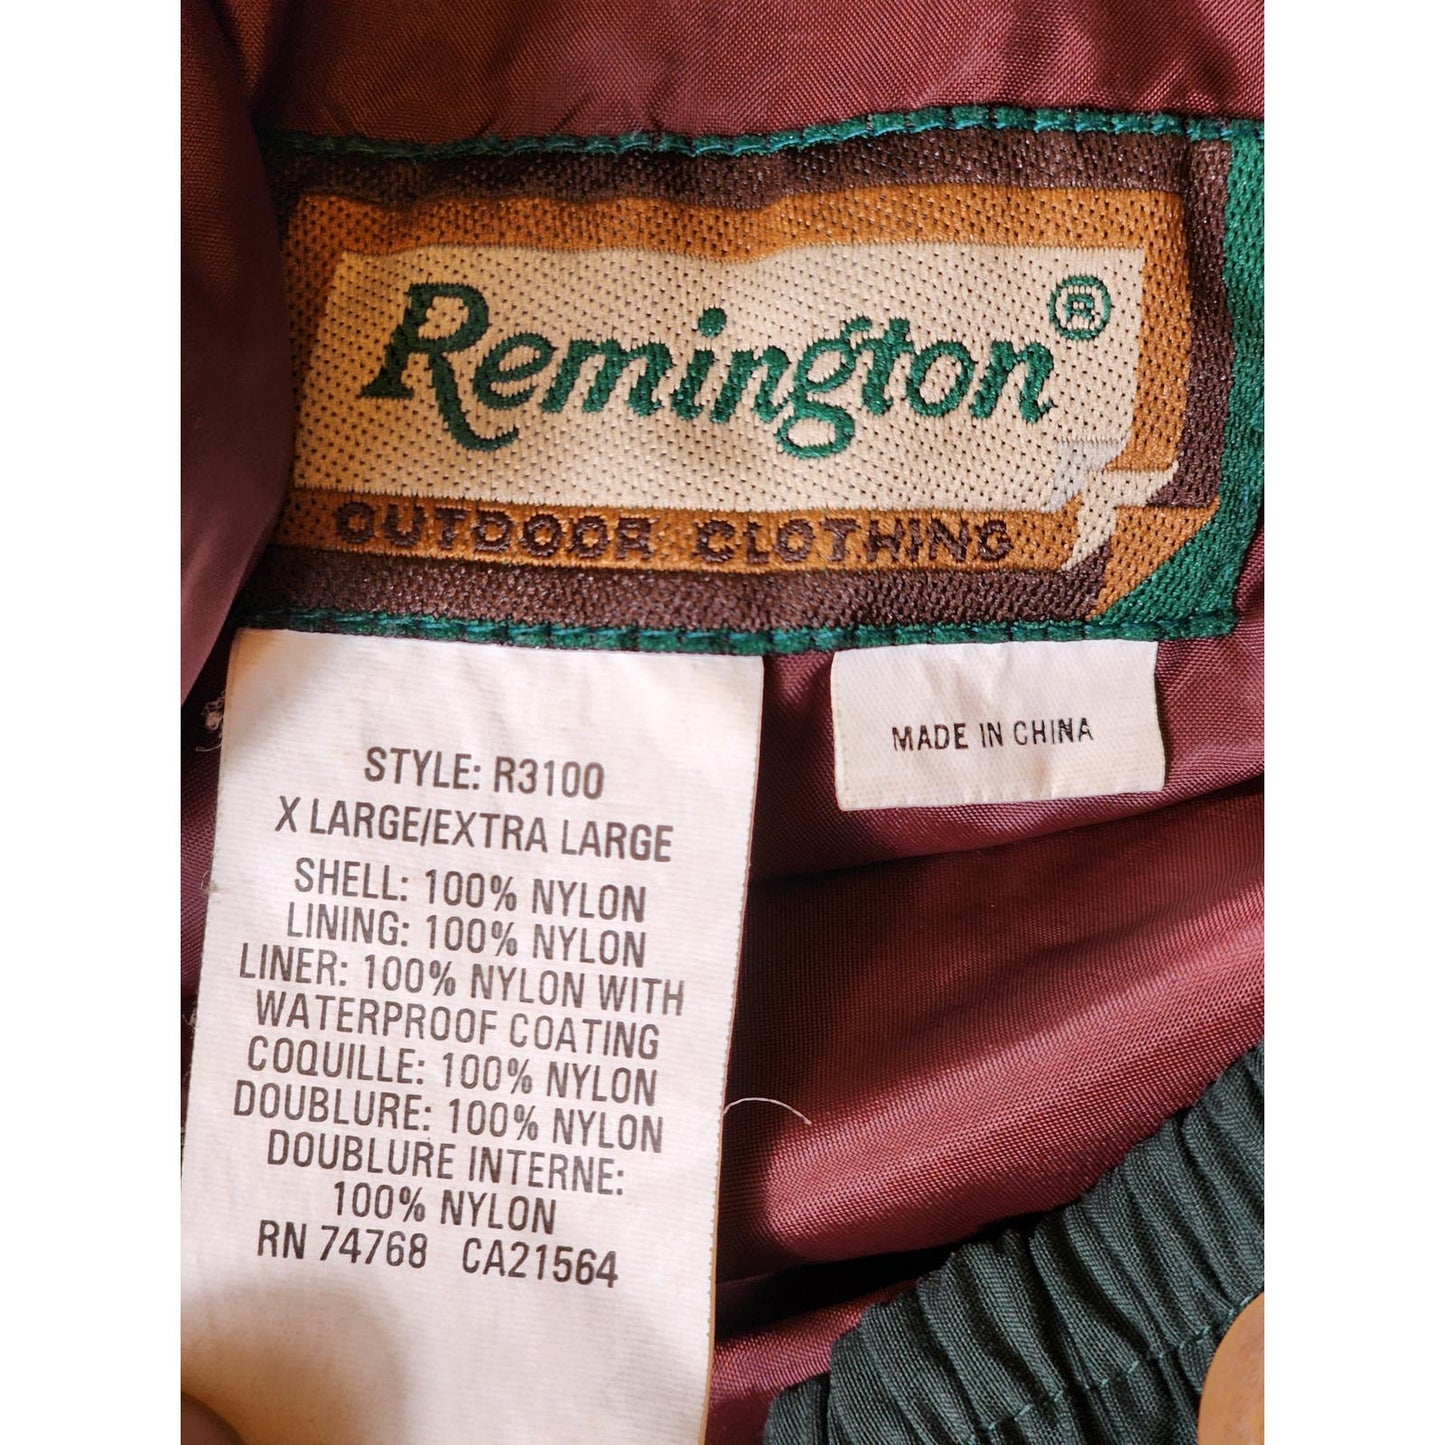 Remington®
OUTDOOR CLOTHING
MADE IN CHINA
STYLE: R3100
X LARGE/EXTRA LARGE
SHELL: 100% NYLON
LINING: 100% NYLON
LINER: 100% NYLON WITH
WATERPROOF COATING
COQUILLE: 100% NYLON
DOUBLURE: 100% NYLON
DOUBLURE INTERNE:
100% NYLON
RN 74768 CA21564